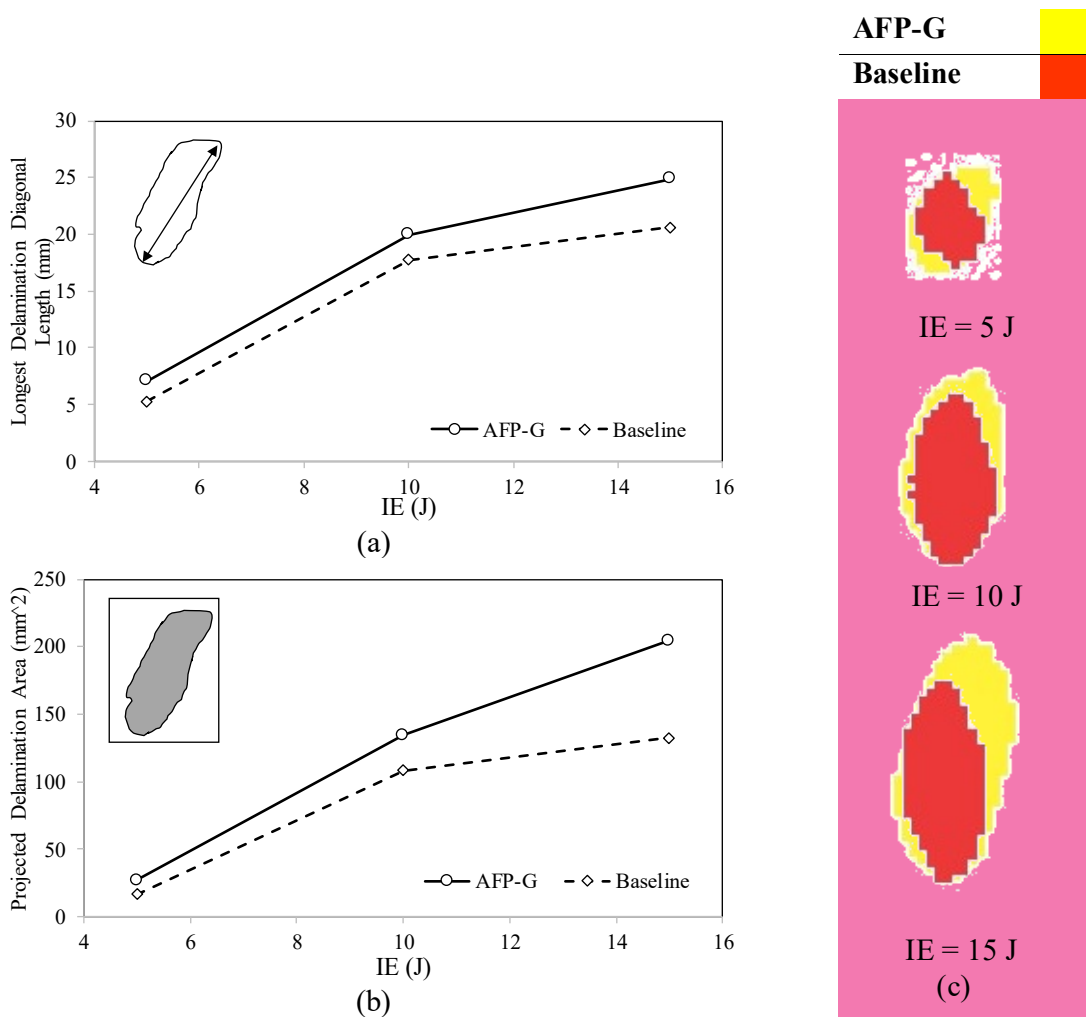 30
25
20
15
10
5
0
Longest Delamination Diagonal
Length (mm)
AFP-G
Baseline
4 6 8 10 12 14 16
IE (J)
(a)
250
200
150
100
50
0
Projected Delamination Area (mm^2)
AFP-G
Baseline
4 6 8 10 12 14 16
IE (J)
(b)
AFP-G
Baseline
IE = 5 J
IE = 10 J
IE = 15 J
(c)